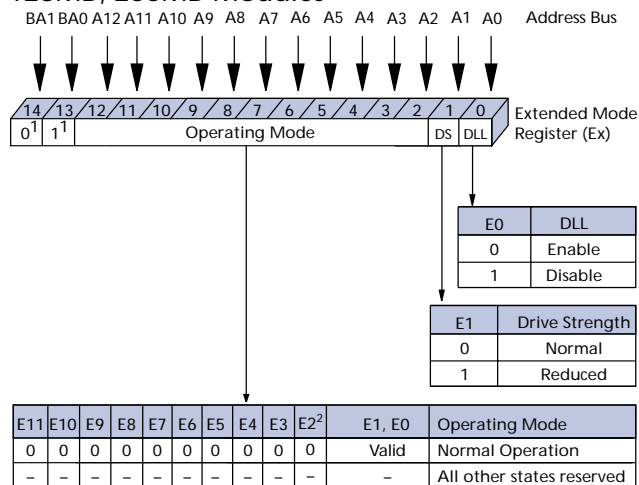 128MB, 256MB Modules
BA1 BA0 A12 A11 A10 A9 A8 A7 A6 A5 A4 A3 A2 A1 A0 Address Bus
14 13 12 11 10 9 8 7 6 5 4 3 2 1 0 Extended Mode
0¹ 1¹ Operating Mode DS DLL Register (Ex)
E0 DLL
0 Enable
1 Disable
E1 Drive Strength
0 Normal
1 Reduced
E11 E10 E9 E8 E7 E6 E5 E4 E3 E2² E1, E0 Operating Mode
0 0 0 0 0 0 0 0 0 0 Valid Normal Operation
– – – – – – – – – – – All other states reserved